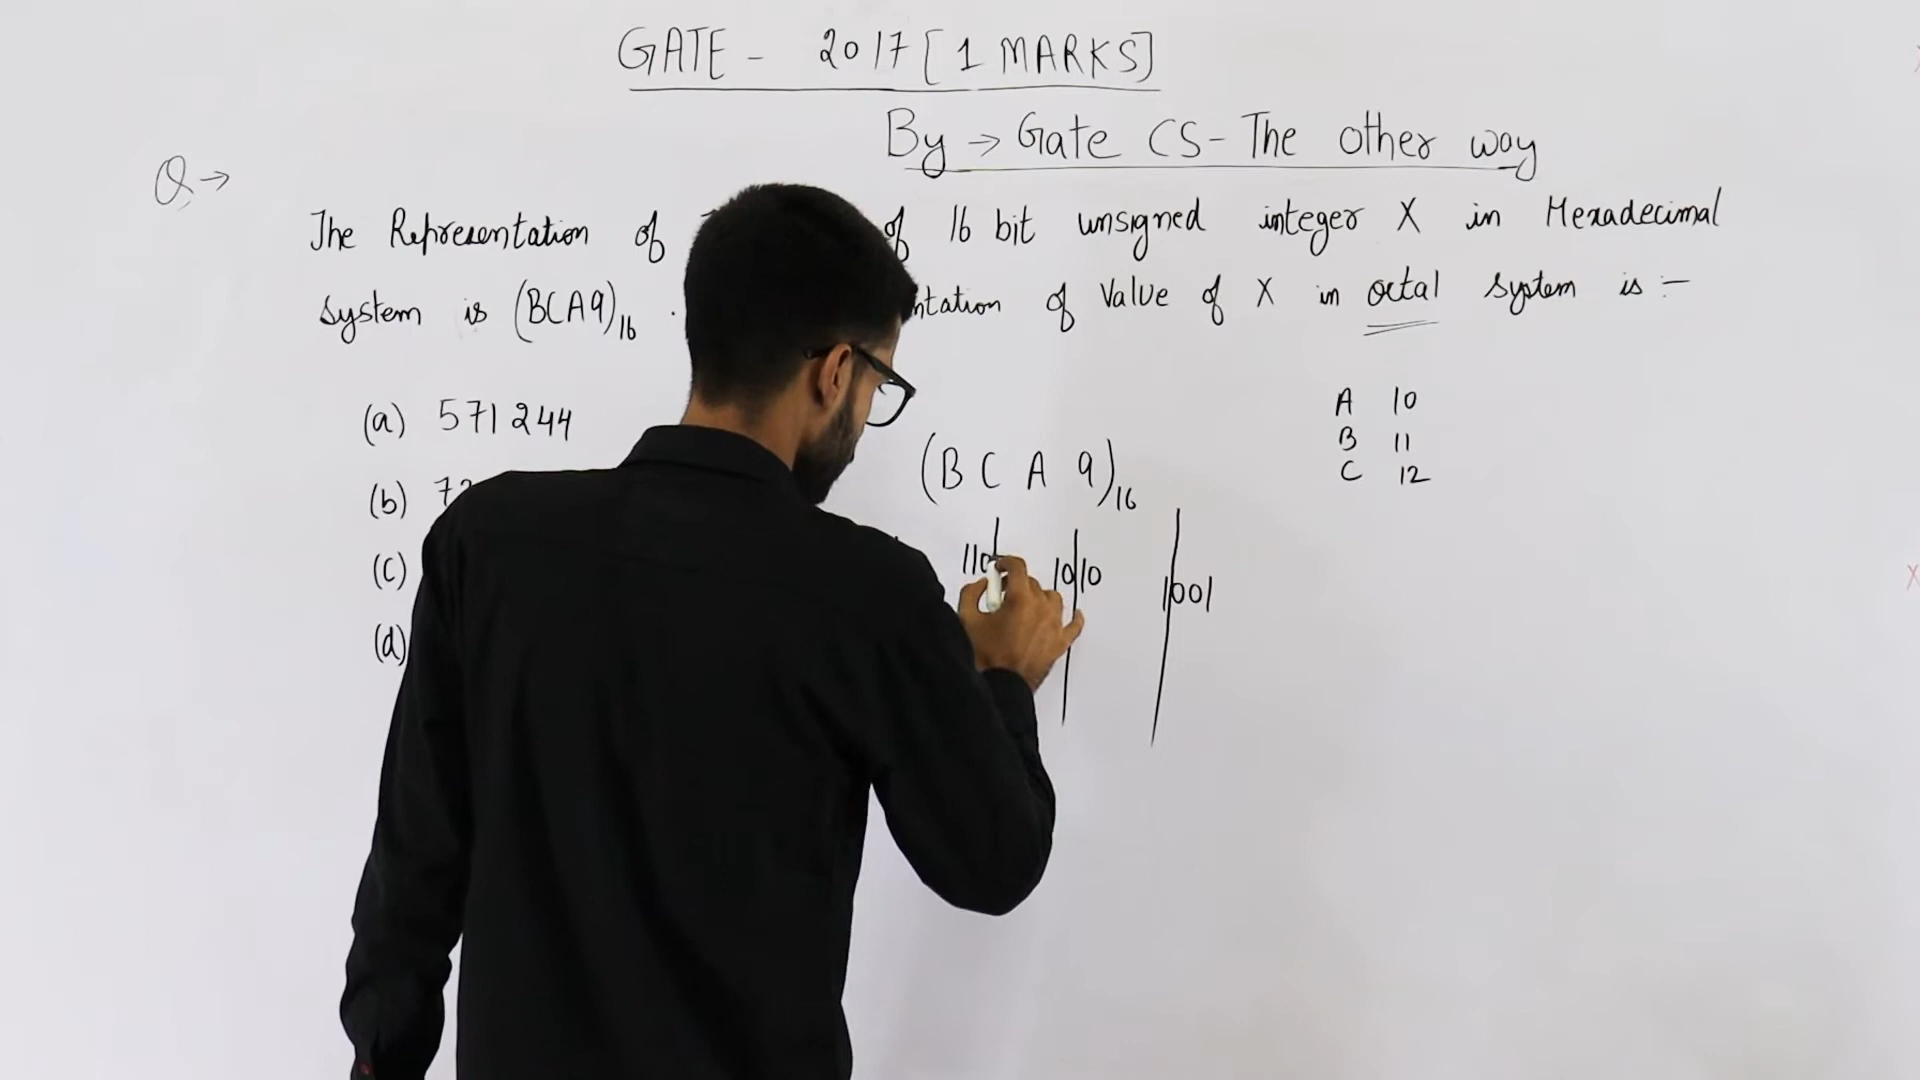 GATE - 2017 [1 MARKS]
By → Gate CS - The other way
Q →
The Representation of of 16 bit unsigned integer X in Hexadecimal
system is (BCA9)16 . ntation of Value of X in octal system is :-
(a) 571244
(b) 73
(c)
(d)
A 10
B 11
C 12
(B C A 9)16
110 1010 1001